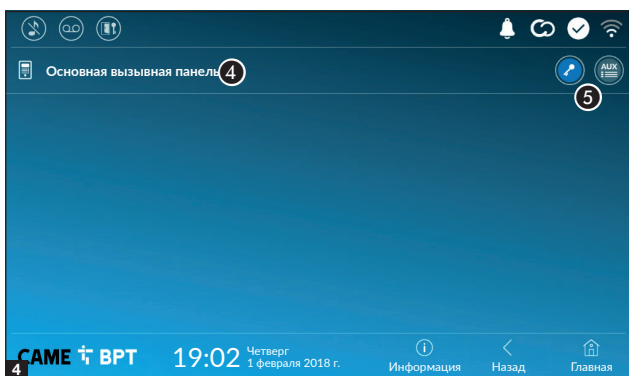 Основная вызывная панель 4
AUX
5
CAME BPT
19:02
Четверг
1 февраля 2018 г.
Информация
Назад
Главная
4